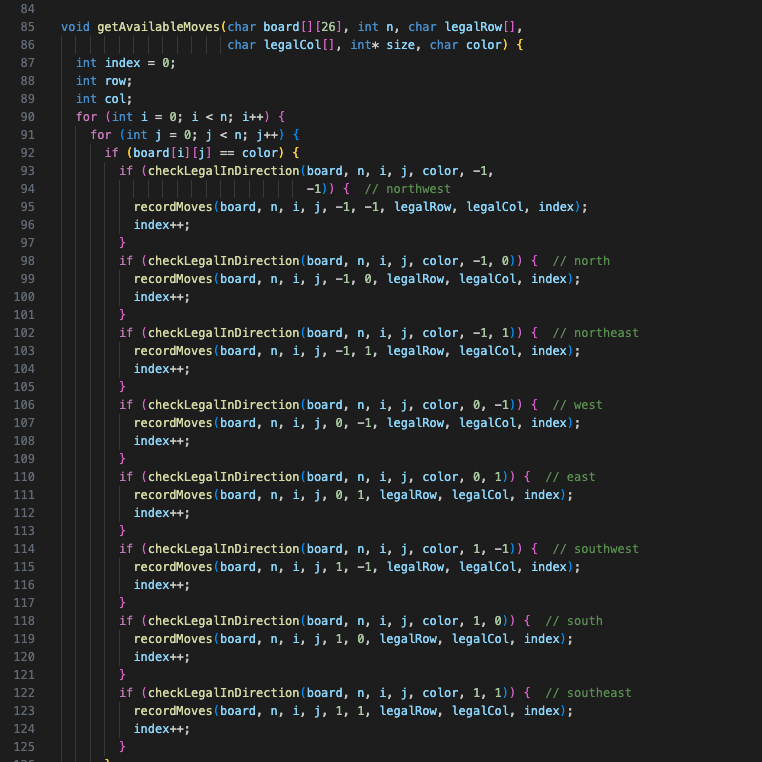 84
85 void getAvailableMoves(char board[][26], int n, char legalRow[],
86 char legalCol[], int* size, char color) {
87 int index = 0;
88 int row;
89 int col;
90 for (int i = 0; i < n; i++) {
91 for (int j = 0; j < n; j++) {
92 if (board[i][j] == color) {
93 if (checkLegalInDirection(board, n, i, j, color, -1,
94 -1)) { // northwest
95 recordMoves(board, n, i, j, -1, -1, legalRow, legalCol, index);
96 index++;
97 }
98 if (checkLegalInDirection(board, n, i, j, color, -1, 0)) { // north
99 recordMoves(board, n, i, j, -1, 0, legalRow, legalCol, index);
100 index++;
101 }
102 if (checkLegalInDirection(board, n, i, j, color, -1, 1)) { // northeast
103 recordMoves(board, n, i, j, -1, 1, legalRow, legalCol, index);
104 index++;
105 }
106 if (checkLegalInDirection(board, n, i, j, color, 0, -1)) { // west
107 recordMoves(board, n, i, j, 0, -1, legalRow, legalCol, index);
108 index++;
109 }
110 if (checkLegalInDirection(board, n, i, j, color, 0, 1)) { // east
111 recordMoves(board, n, i, j, 0, 1, legalRow, legalCol, index);
112 index++;
113 }
114 if (checkLegalInDirection(board, n, i, j, color, 1, -1)) { // southwest
115 recordMoves(board, n, i, j, 1, -1, legalRow, legalCol, index);
116 index++;
117 }
118 if (checkLegalInDirection(board, n, i, j, color, 1, 0)) { // south
119 recordMoves(board, n, i, j, 1, 0, legalRow, legalCol, index);
120 index++;
121 }
122 if (checkLegalInDirection(board, n, i, j, color, 1, 1)) { // southeast
123 recordMoves(board, n, i, j, 1, 1, legalRow, legalCol, index);
124 index++;
125 }